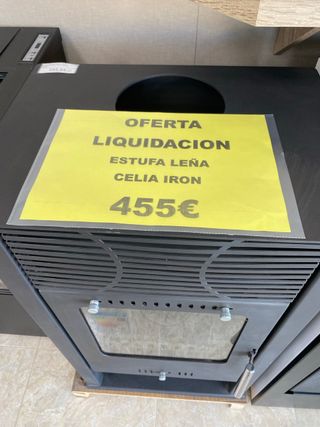 OFERTA
LIQUIDACION
ESTUFA LEÑA
CELIA IRON
455€